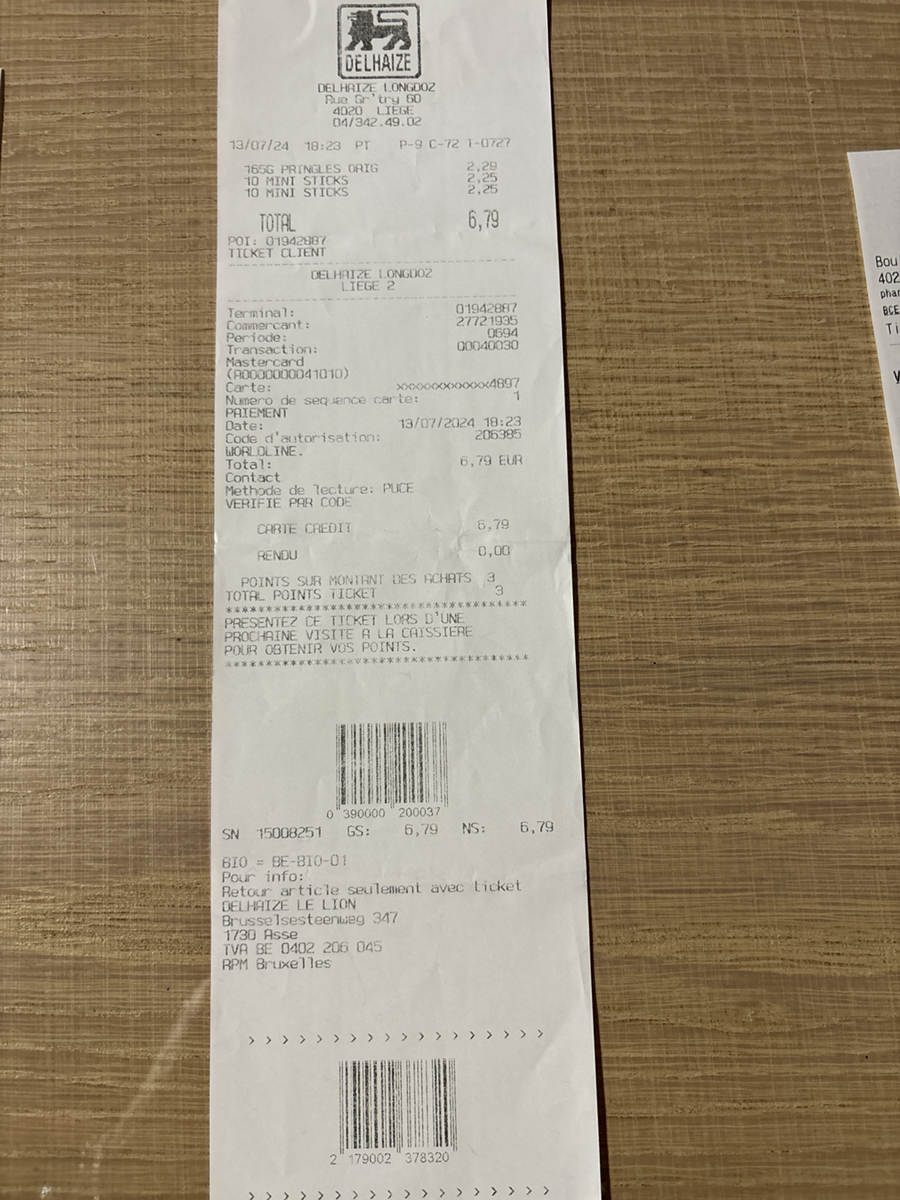 DELHAIZE
DELHAIZE LONGDOZ
Rue Gr'try 60
4020 LIEGE
04/342.49.02
13/07/24 18:23 PT P-9 C-72 T-0727
165G PRINGLES ORIG 2,29
10 MINI STICKS 2,25
10 MINI STICKS 2,25
TOTAL 6,79
POI: 01942887
TICKET CLIENT
DELHAIZE LONGDOZ
LIEGE 2
Terminal: 01942887
Commercant: 27721935
Periode: 0694
Transaction: 00040030
Mastercard
(A0000000041010)
Carte: xxxxxxxxxxxx4897
Numero de sequence carte: 1
PAIEMENT
Date: 13/07/2024 18:23
Code d'autorisation: 206385
WORLDLINE.
Total: 6,79 EUR
Contact
Methode de lecture: PUCE
VERIFIE PAR CODE
CARTE CREDIT 6,79
RENDU 0,00
POINTS SUR MONTANT DES ACHATS 3
TOTAL POINTS TICKET 3
************************************
PRESENTEZ CE TICKET LORS D'UNE
PROCHAINE VISITE A LA CAISSIERE
POUR OBTENIR VOS POINTS.
************************************
0 390000 200037
SN 15008251 GS: 6,79 NS: 6,79
BIO = BE-BIO-01
Pour info:
Retour article seulement avec ticket
DELHAIZE LE LION
Brusselsesteenweg 347
1730 Asse
TVA BE 0402 206 045
RPM Bruxelles
> > > > > > > > > > > > > > > > > >
2 179002 378320
> > > > > > > > > > > > > > > > > >
Bou
402
phar
BCE
Ti